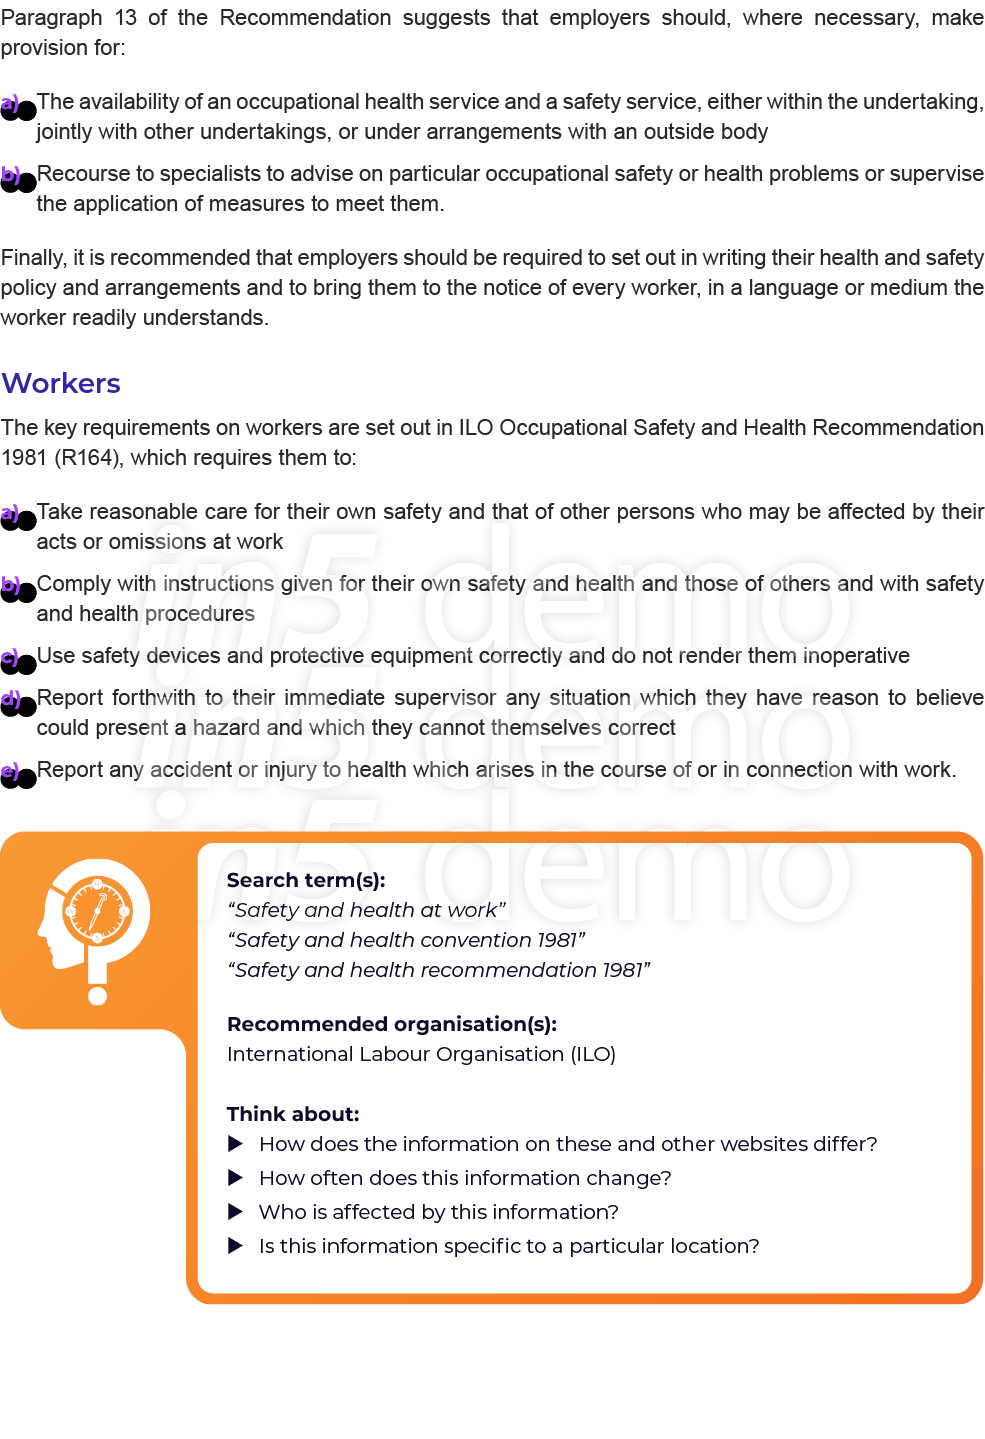 Paragraph 13 of the Recommendation suggests that employers should, where necessary, make
provision for:
a) The availability of an occupational health service and a safety service, either within the undertaking,
jointly with other undertakings, or under arrangements with an outside body
b) Recourse to specialists to advise on particular occupational safety or health problems or supervise
the application of measures to meet them.
Finally, it is recommended that employers should be required to set out in writing their health and safety
policy and arrangements and to bring them to the notice of every worker, in a language or medium the
worker readily understands.
Workers
The key requirements on workers are set out in ILO Occupational Safety and Health Recommendation
1981 (R164), which requires them to:
a) Take reasonable care for their own safety and that of other persons who may be affected by their
acts or omissions at work
b) Comply with instructions given for their own safety and health and those of others and with safety
and health procedures
c) Use safety devices and protective equipment correctly and do not render them inoperative
d) Report forthwith to their immediate supervisor any situation which they have reason to believe
could present a hazard and which they cannot themselves correct
e) Report any accident or injury to health which arises in the course of or in connection with work.
in5 demo
in5 demo
in5 demo
Search term(s):
“Safety and health at work”
“Safety and health convention 1981”
“Safety and health recommendation 1981”
Recommended organisation(s):
International Labour Organisation (ILO)
Think about:
▶ How does the information on these and other websites differ?
▶ How often does this information change?
▶ Who is affected by this information?
▶ Is this information specific to a particular location?